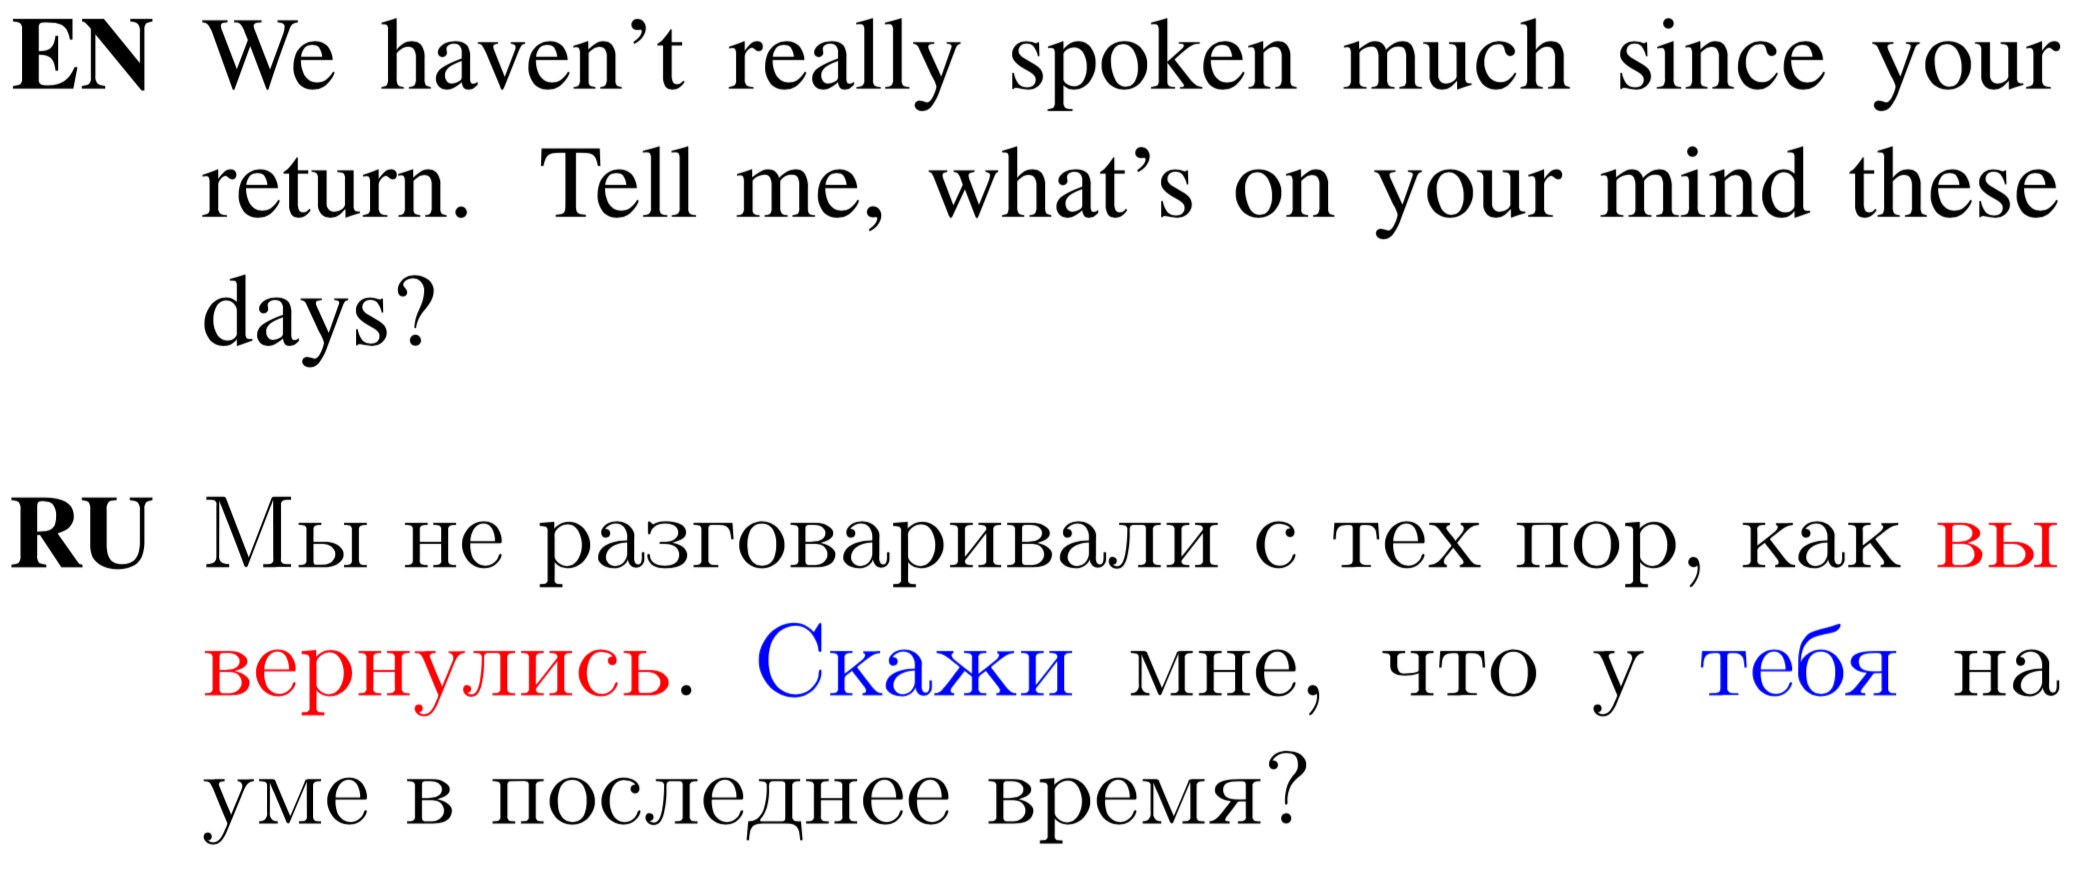 EN We haven’t really spoken much since your
return. Tell me, what’s on your mind these
days?
RU Мы не разговаривали с тех пор, как вы
вернулись. Скажи мне, что у тебя на
уме в последнее время?